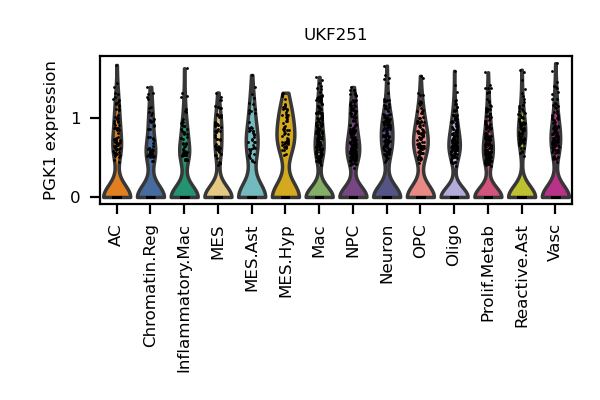 UKF251
PGK1 expression
1
0
AC
Chromatin.Reg
Inflammatory.Mac
MES
MES.Ast
MES.Hyp
Mac
NPC
Neuron
OPC
Oligo
Prolif.Metab
Reactive.Ast
Vasc